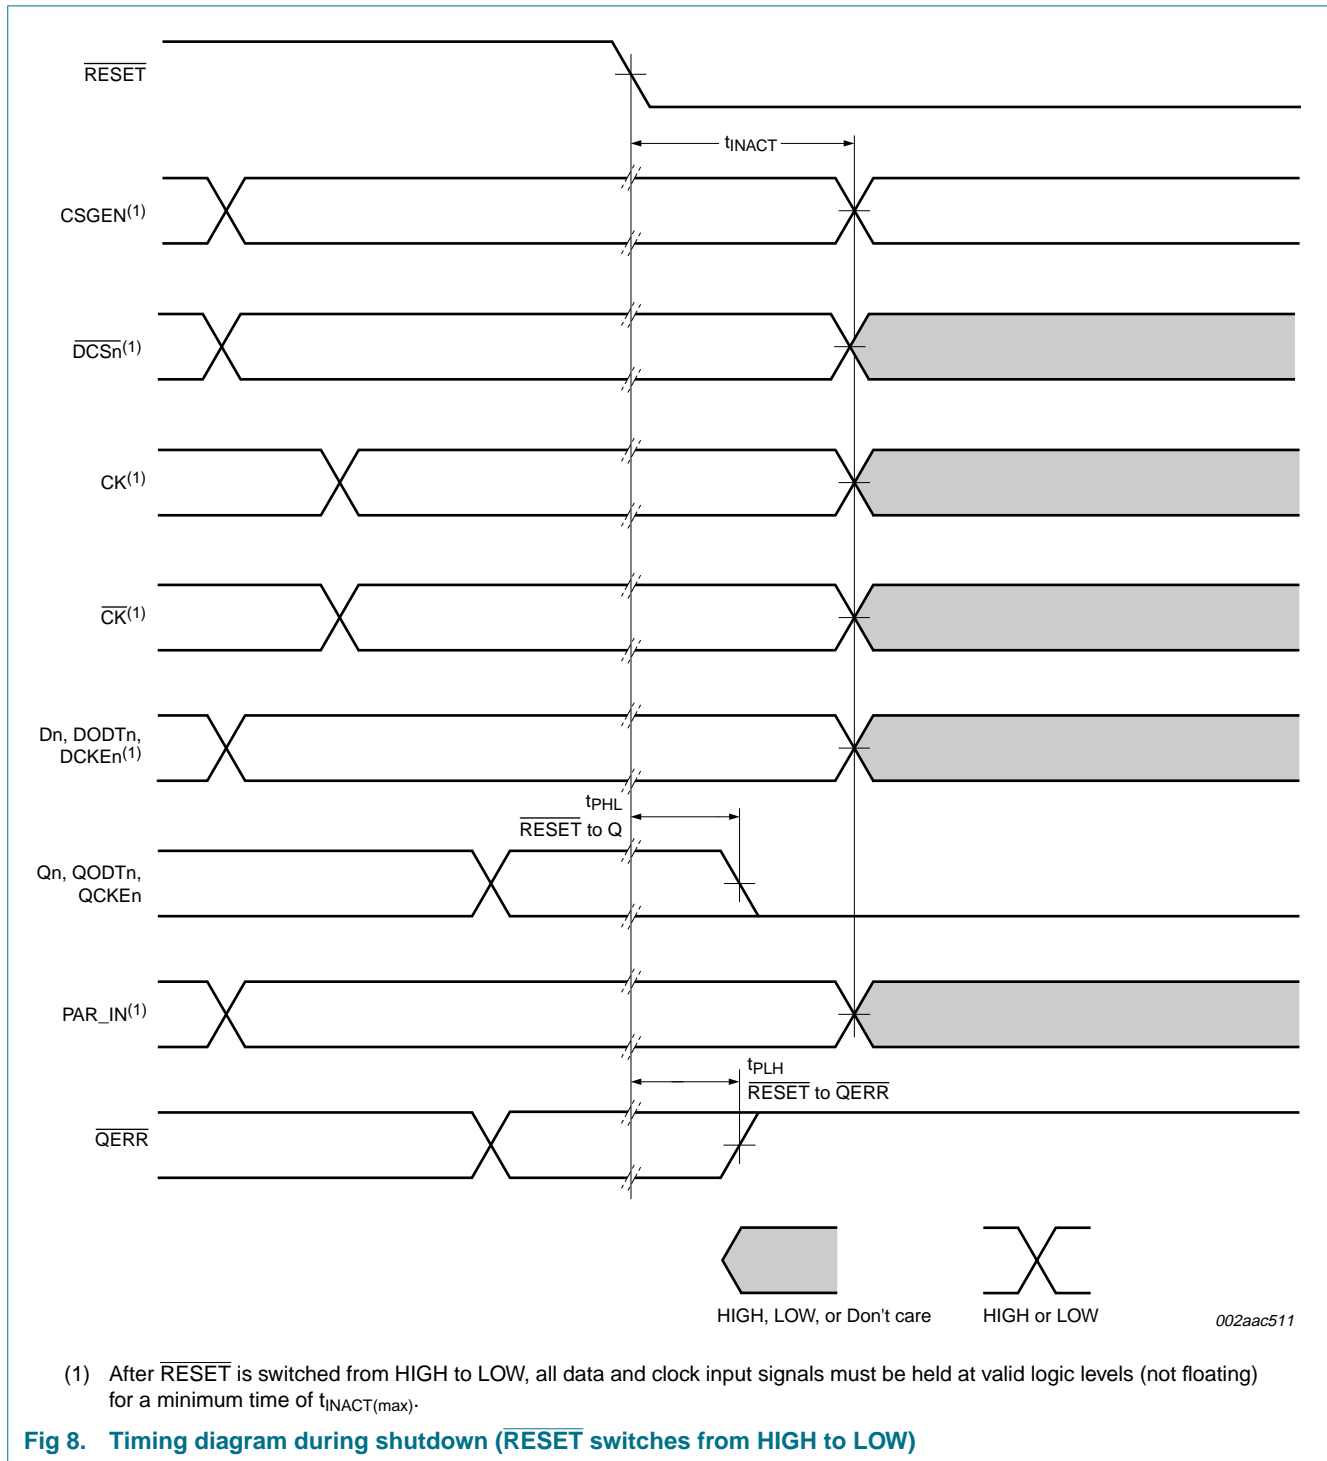 RESET
tINACT
CSGEN(1)
DCSn(1)
CK(1)
CK(1)
Dn, DODTn,
DCKEn(1)
tPHL
RESET to Q
Qn, QODTn,
QCKEn
PAR_IN(1)
tPLH
RESET to QERR
QERR
HIGH, LOW, or Don't care
HIGH or LOW
002aac511
(1) After RESET is switched from HIGH to LOW, all data and clock input signals must be held at valid logic levels (not floating)
for a minimum time of tINACT(max).
Fig 8. Timing diagram during shutdown (RESET switches from HIGH to LOW)